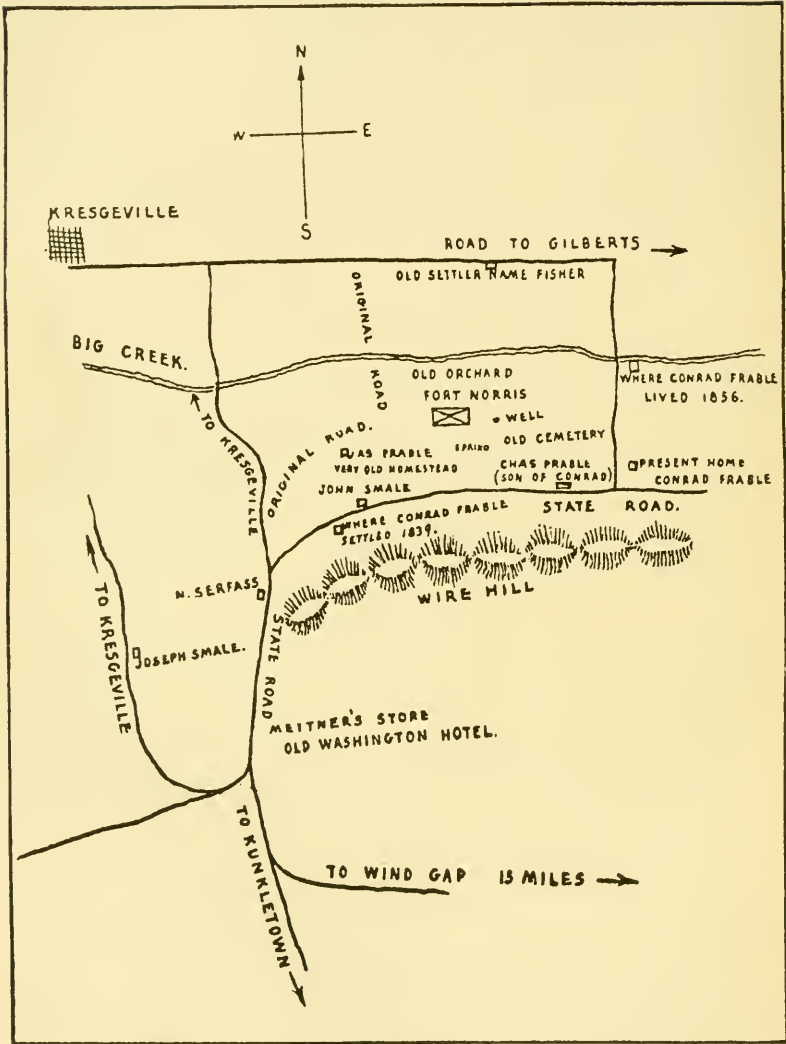 N
W E
S
KRESGEVILLE
ROAD TO GILBERTS
OLD SETTLER NAME FISHER
ORIGINAL ROAD
BIG CREEK.
OLD ORCHARD
FORT NORRIS
WELL
WHERE CONRAD FRABLE
LIVED 1856.
TO KRESGEVILLE
ORIGINAL ROAD.
AS FRABLE
VERY OLD HOMESTEAD
SPRING
OLD CEMETERY
CHAS FRABLE
(SON OF CONRAD)
PRESENT HOME
CONRAD FRABLE
JOHN SMALE
WHERE CONRAD FRABLE
SETTLED 1839.
STATE ROAD.
WIRE HILL
N. SERFASS
TO KRESGEVILLE
JOSEPH SMALE.
STATE ROAD
MEITNER'S STORE
OLD WASHINGTON HOTEL.
TO KUNKLETOWN
TO WIND GAP 15 MILES